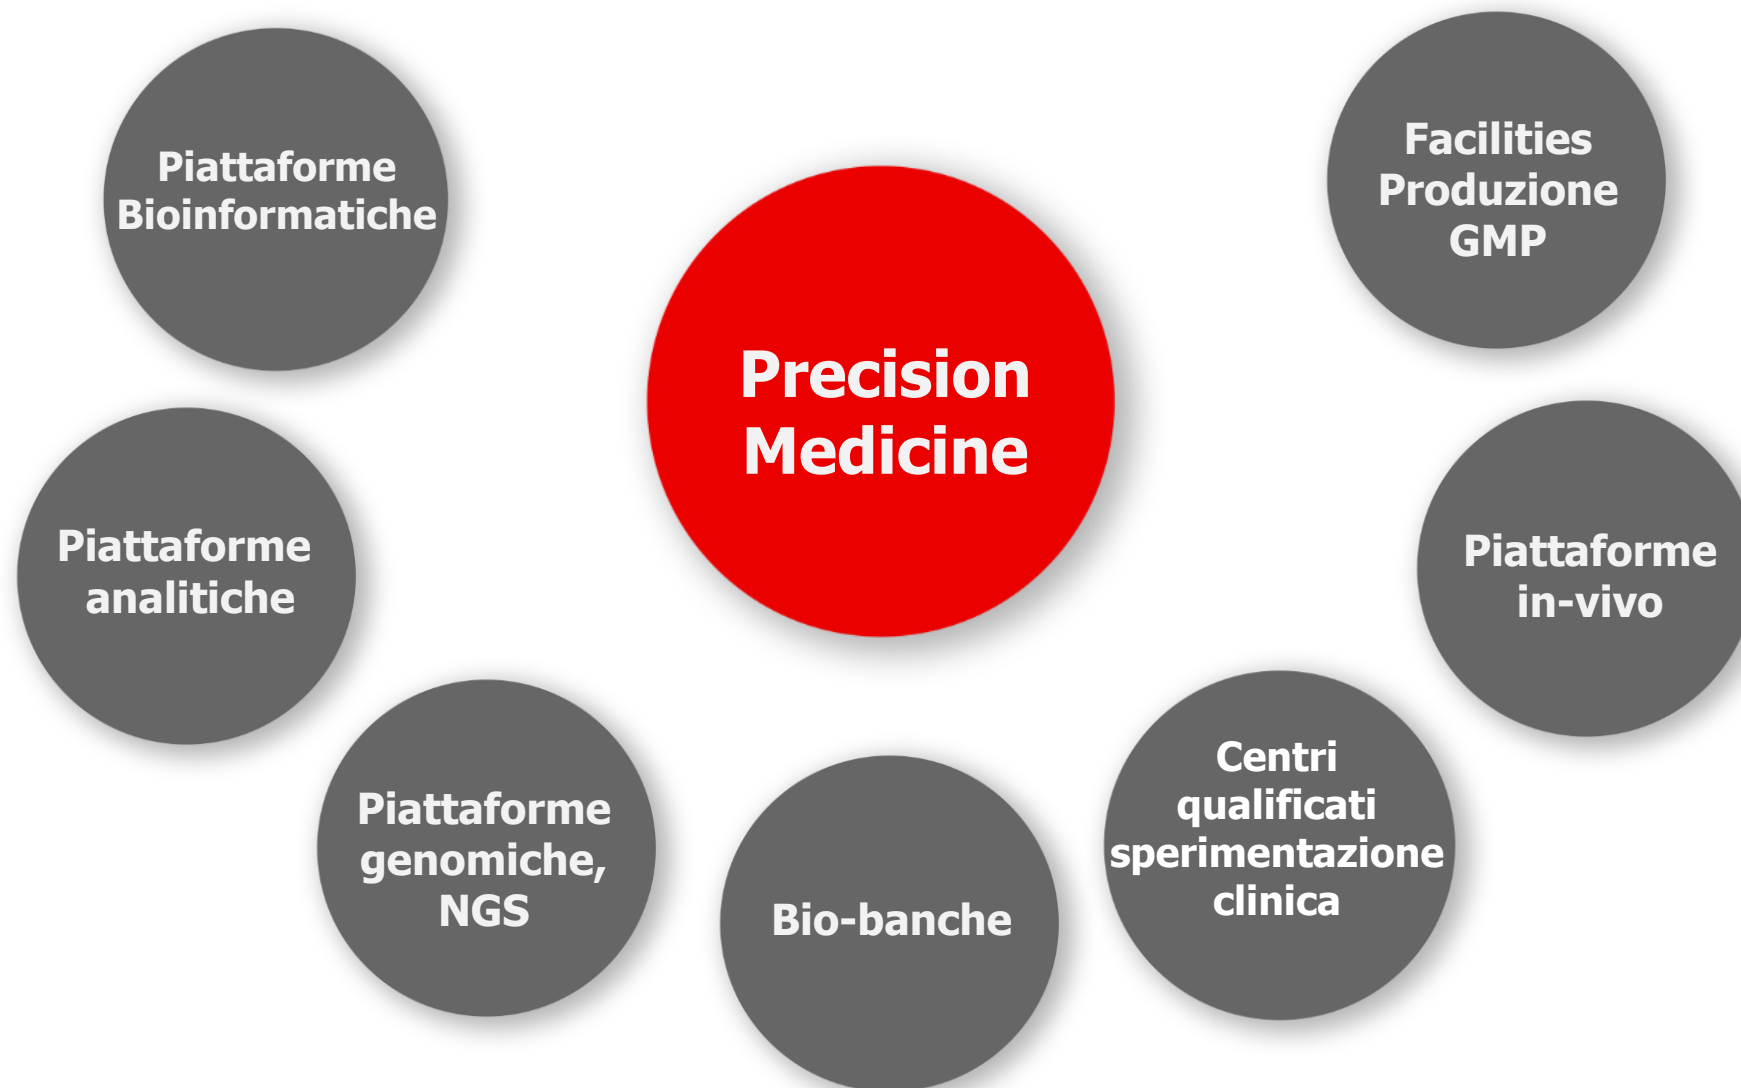 Piattaforme
Bioinformatiche
Facilities
Produzione
GMP
Precision
Medicine
Piattaforme
analitiche
Piattaforme
in-vivo
Piattaforme
genomiche,
NGS
Bio-banche
Centri
qualificati
sperimentazione
clinica